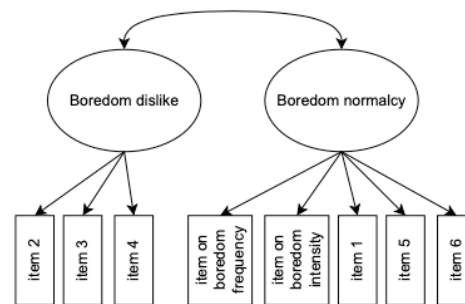 Boredom dislike
Boredom normalcy
item 2
item 3
item 4
item on
boredom
frequency
item on
boredom
intensity
item 1
item 5
item 6